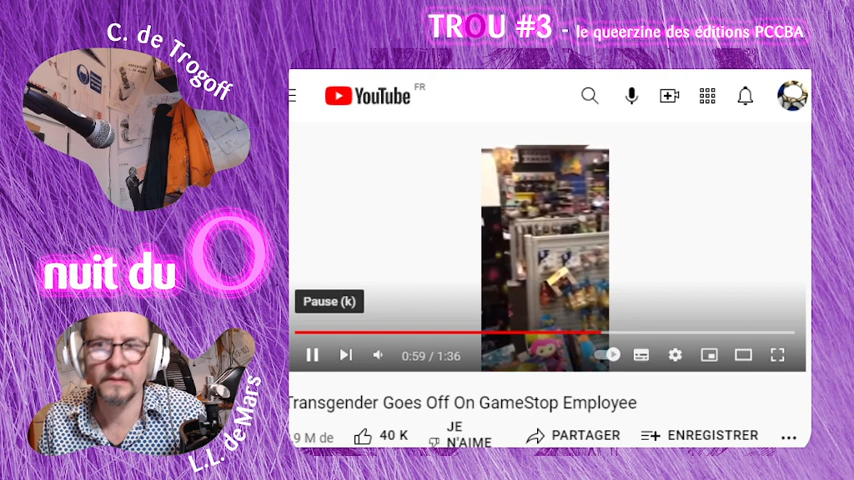 C. de Trogoff
TROU #3 - le queerzine des éditions PCCBA
YouTube FR
nuit du O
Pause (k)
0:59 / 1:36
Transgender Goes Off On GameStop Employee
9 M de
40 K
JE
N'AIME
PARTAGER
ENREGISTRER
L.L. de Mars